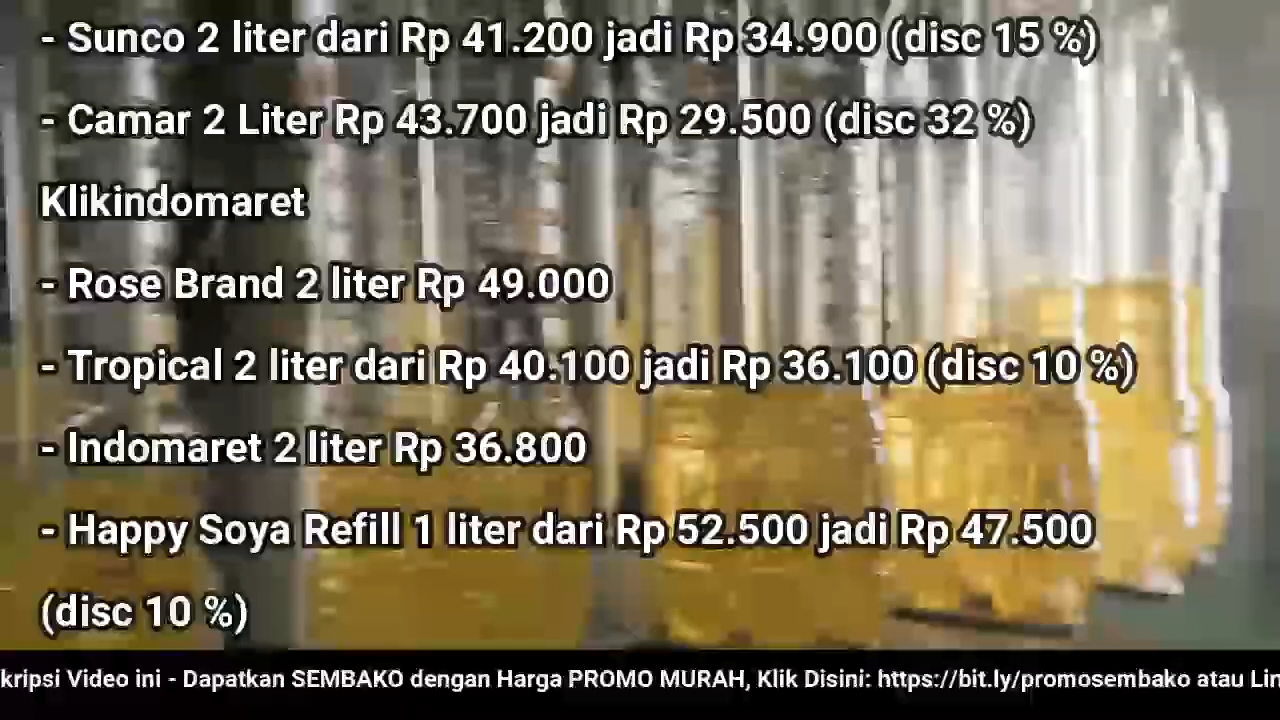 - Sunco 2 liter dari Rp 41.200 jadi Rp 34.900 (disc 15 %)
- Camar 2 Liter Rp 43.700 jadi Rp 29.500 (disc 32 %)
Klikindomaret
- Rose Brand 2 liter Rp 49.000
- Tropical 2 liter dari Rp 40.100 jadi Rp 36.100 (disc 10 %)
- Indomaret 2 liter Rp 36.800
- Happy Soya Refill 1 liter dari Rp 52.500 jadi Rp 47.500
(disc 10 %)
kripsi Video ini - Dapatkan SEMBAKO dengan Harga PROMO MURAH, Klik Disini: https://bit.ly/promosembako atau Lin